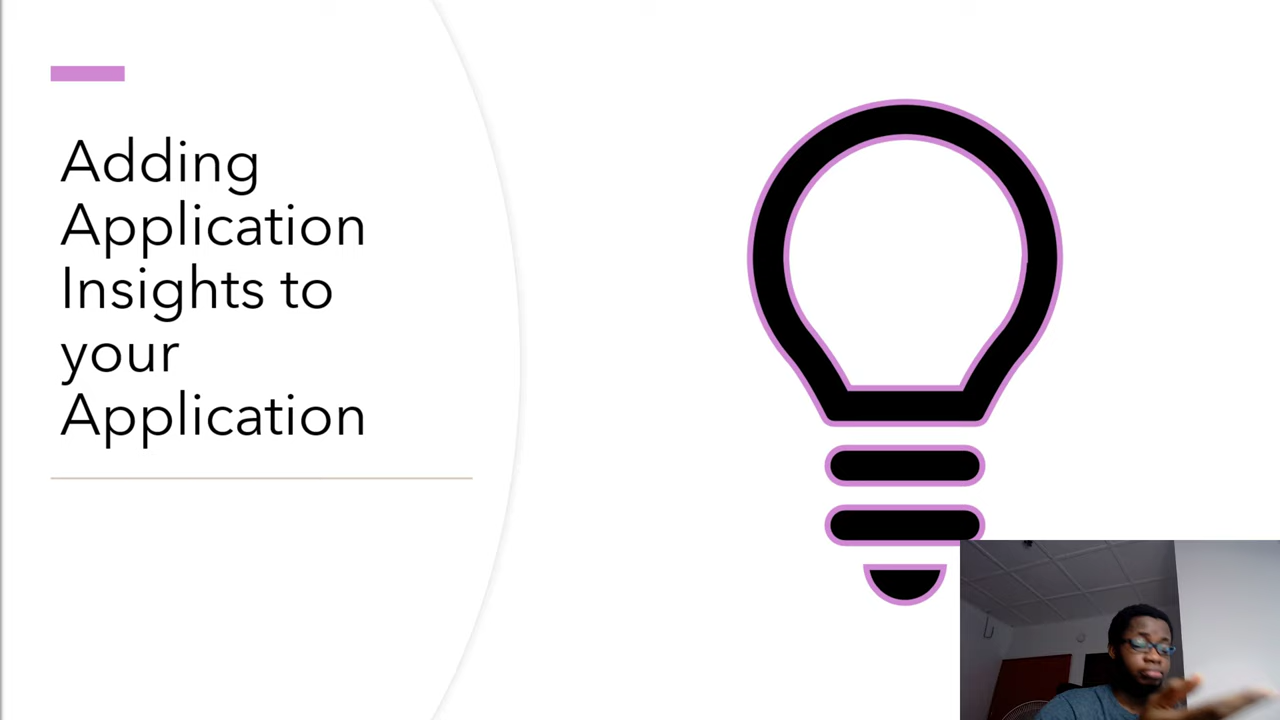 Adding
Application
Insights to
your
Application